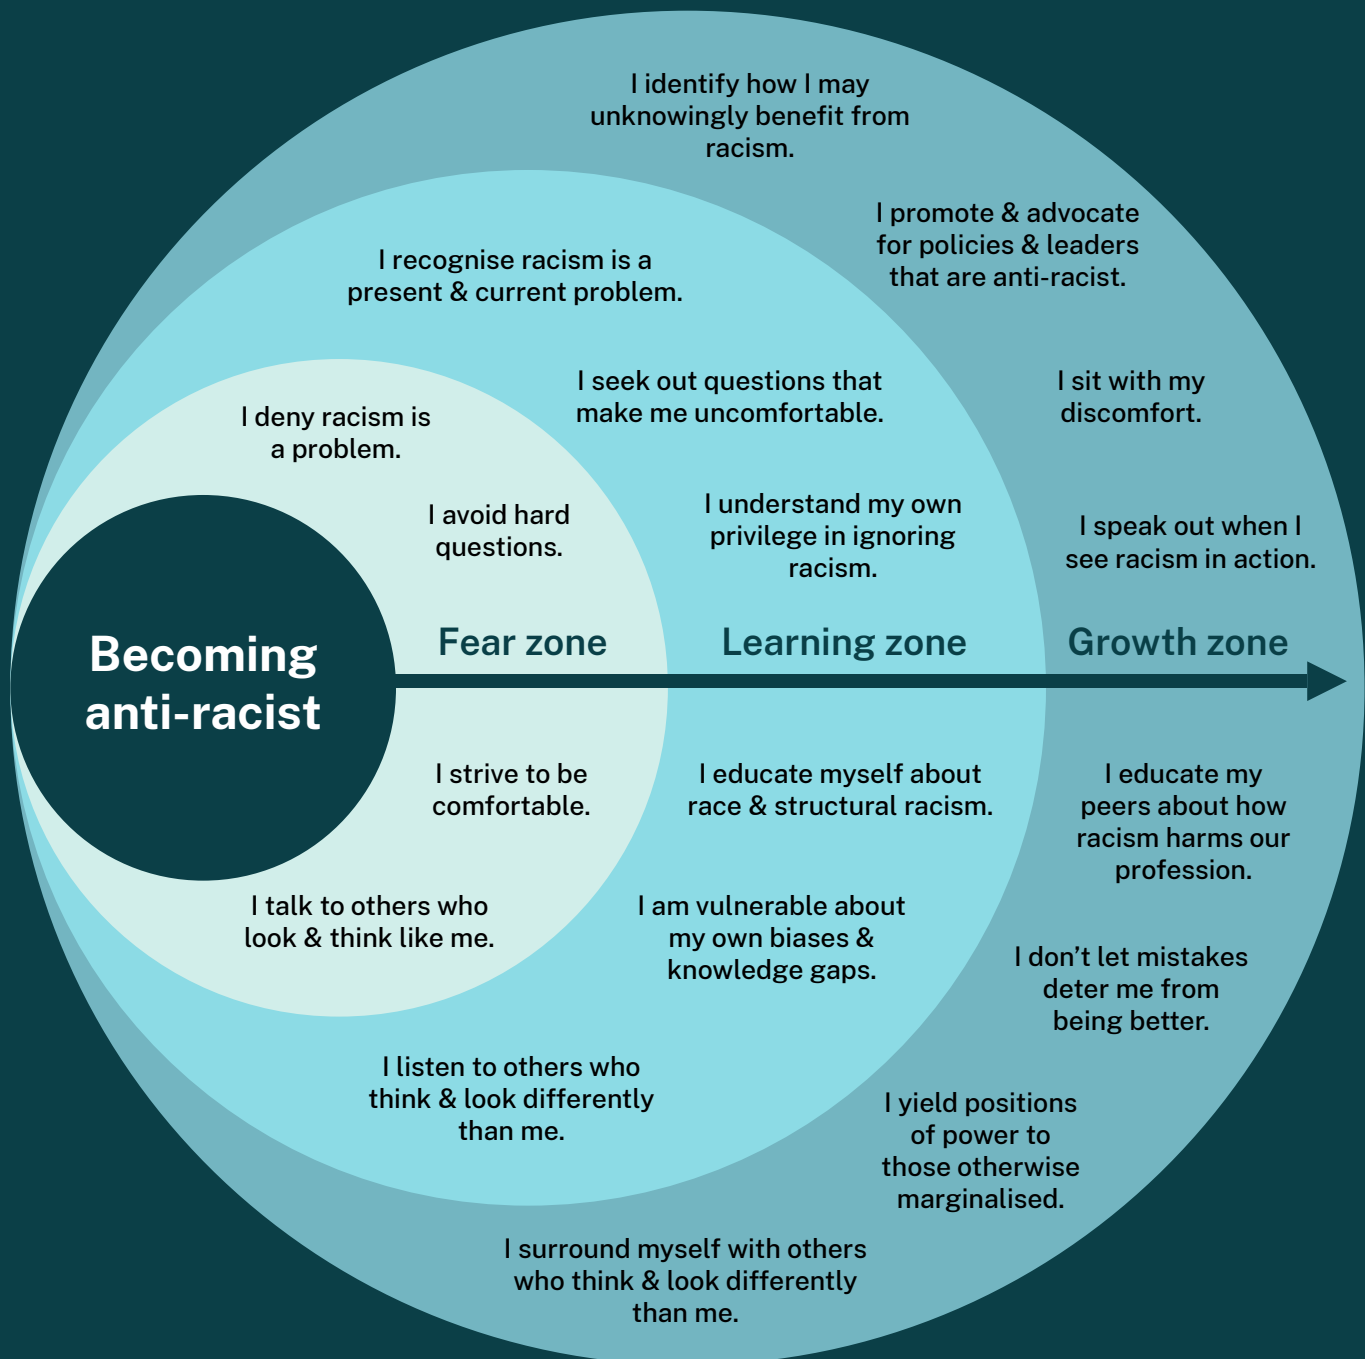 Becoming
anti-racist
Fear zone
I deny racism is
a problem.
I avoid hard
questions.
I strive to be
comfortable.
I talk to others who
look & think like me.
Learning zone
I recognise racism is a
present & current problem.
I seek out questions that
make me uncomfortable.
I understand my own
privilege in ignoring
racism.
I educate myself about
race & structural racism.
I am vulnerable about
my own biases &
knowledge gaps.
I listen to others who
think & look differently
than me.
Growth zone
I identify how I may
unknowingly benefit from
racism.
I promote & advocate
for policies & leaders
that are anti-racist.
I sit with my
discomfort.
I speak out when I
see racism in action.
I educate my
peers about how
racism harms our
profession.
I don’t let mistakes
deter me from
being better.
I yield positions
of power to
those otherwise
marginalised.
I surround myself with others
who think & look differently
than me.